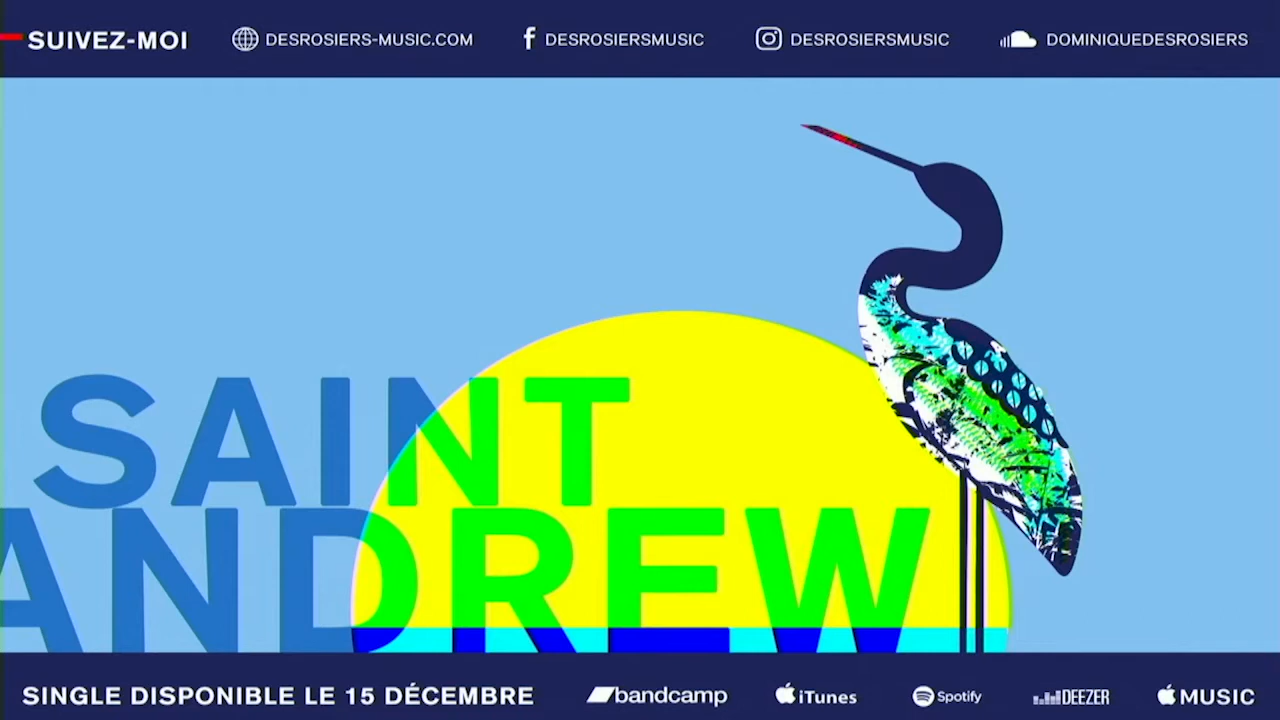 SUIVEZ-MOI DESROSIERS-MUSIC.COM DESROSIERSMUSIC DESROSIERSMUSIC DOMINIQUEDESROSIERS
SAINT
ANDREW
SINGLE DISPONIBLE LE 15 DÉCEMBRE bandcamp iTunes Spotify DEEZER MUSIC